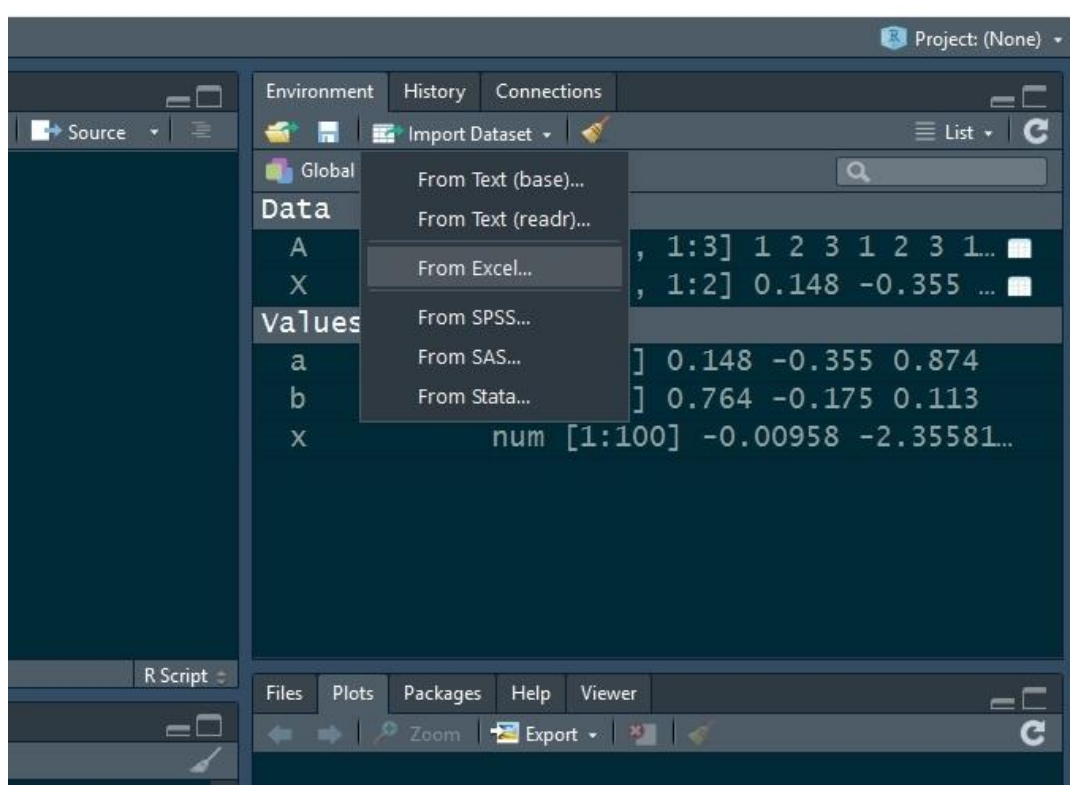 Project: (None)
Environment History Connections
Source
Import Dataset
List
Global
From Text (base)...
Data
From Text (readr)...
A , 1:3] 1 2 3 1 2 3 1…
From Excel...
X , 1:2] 0.148 -0.355 …
Values
From SPSS...
a ] 0.148 -0.355 0.874
From SAS...
b ] 0.764 -0.175 0.113
From Stata...
x num [1:100] -0.00958 -2.35581…
R Script
Files Plots Packages Help Viewer
Zoom Export